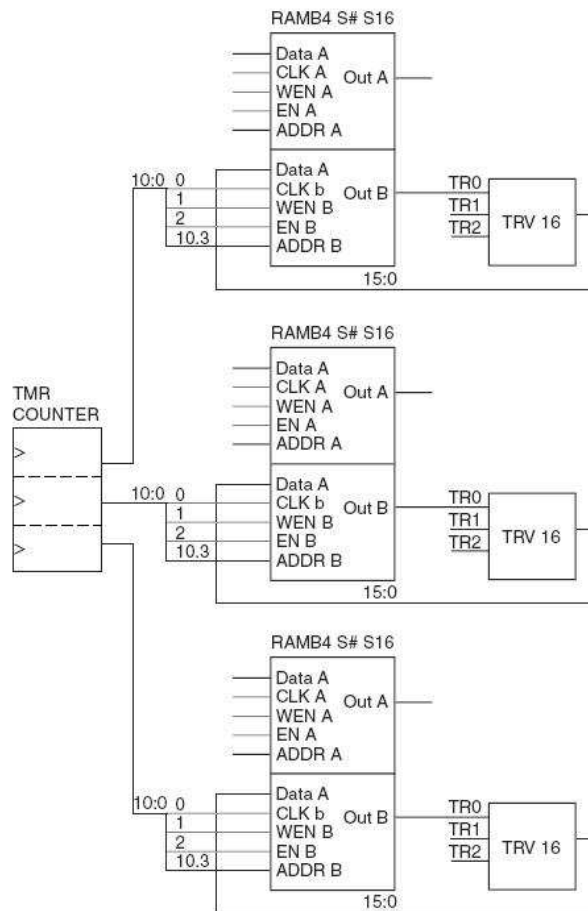 RAMB4 S# S16
Data A
CLK A
WEN A
EN A
ADDR A
Out A
10:0
0
1
2
10.3
Data A
CLK b
WEN B
EN B
ADDR B
Out B
15:0
TR0
TR1
TR2
TRV 16
RAMB4 S# S16
Data A
CLK A
WEN A
EN A
ADDR A
Out A
TMR
COUNTER
10:0
0
1
2
10.3
Data A
CLK b
WEN B
EN B
ADDR B
Out B
15:0
TR0
TR1
TR2
TRV 16
RAMB4 S# S16
Data A
CLK A
WEN A
EN A
ADDR A
Out A
10:0
0
1
2
10.3
Data A
CLK b
WEN B
EN B
ADDR B
Out B
15:0
TR0
TR1
TR2
TRV 16